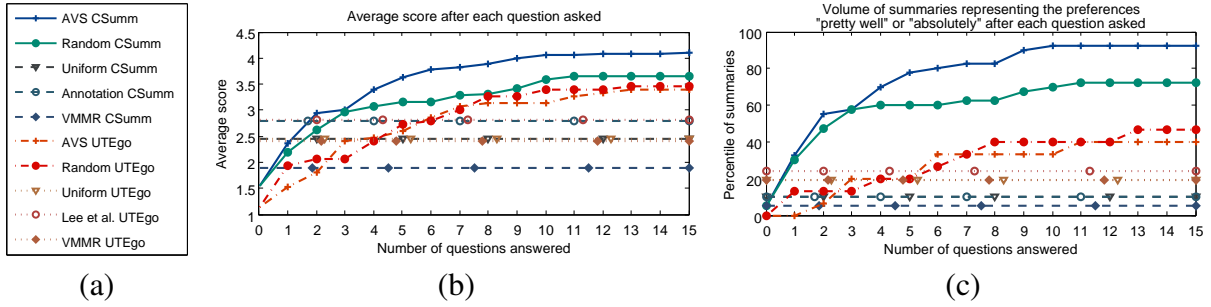 AVS CSumm
Random CSumm
Uniform CSumm
Annotation CSumm
VMMR CSumm
AVS UTEgo
Random UTEgo
Uniform UTEgo
Lee et al. UTEgo
VMMR UTEgo
(a)
Average score after each question asked
Average score
4.5
4
3.5
3
2.5
2
1.5
1
0 1 2 3 4 5 6 7 8 9 10 11 12 13 14 15
Number of questions answered
(b)
Volume of summaries representing the preferences
"pretty well" or "absolutely" after each question asked
Percentile of summaries
100
80
60
40
20
0
0 1 2 3 4 5 6 7 8 9 10 11 12 13 14 15
Number of questions answered
(c)